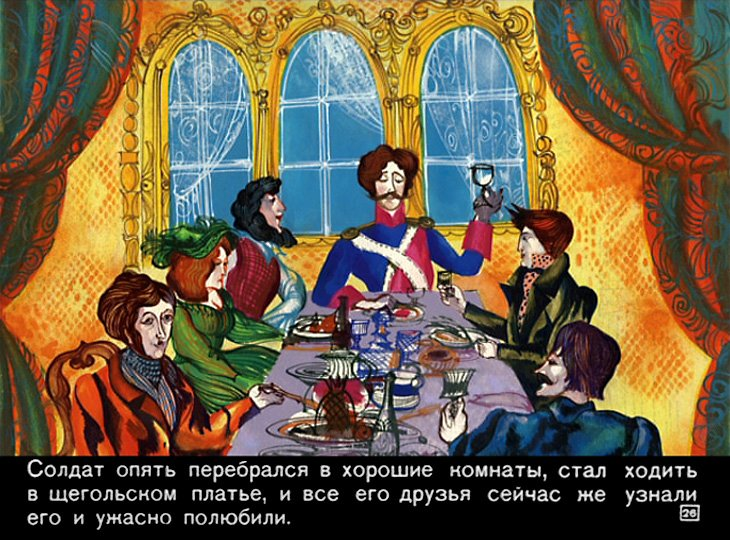 Солдат опять перебрался в хорошие комнаты, стал ходить
в щегольском платье, и все его друзья сейчас же узнали
его и ужасно полюбили.
26